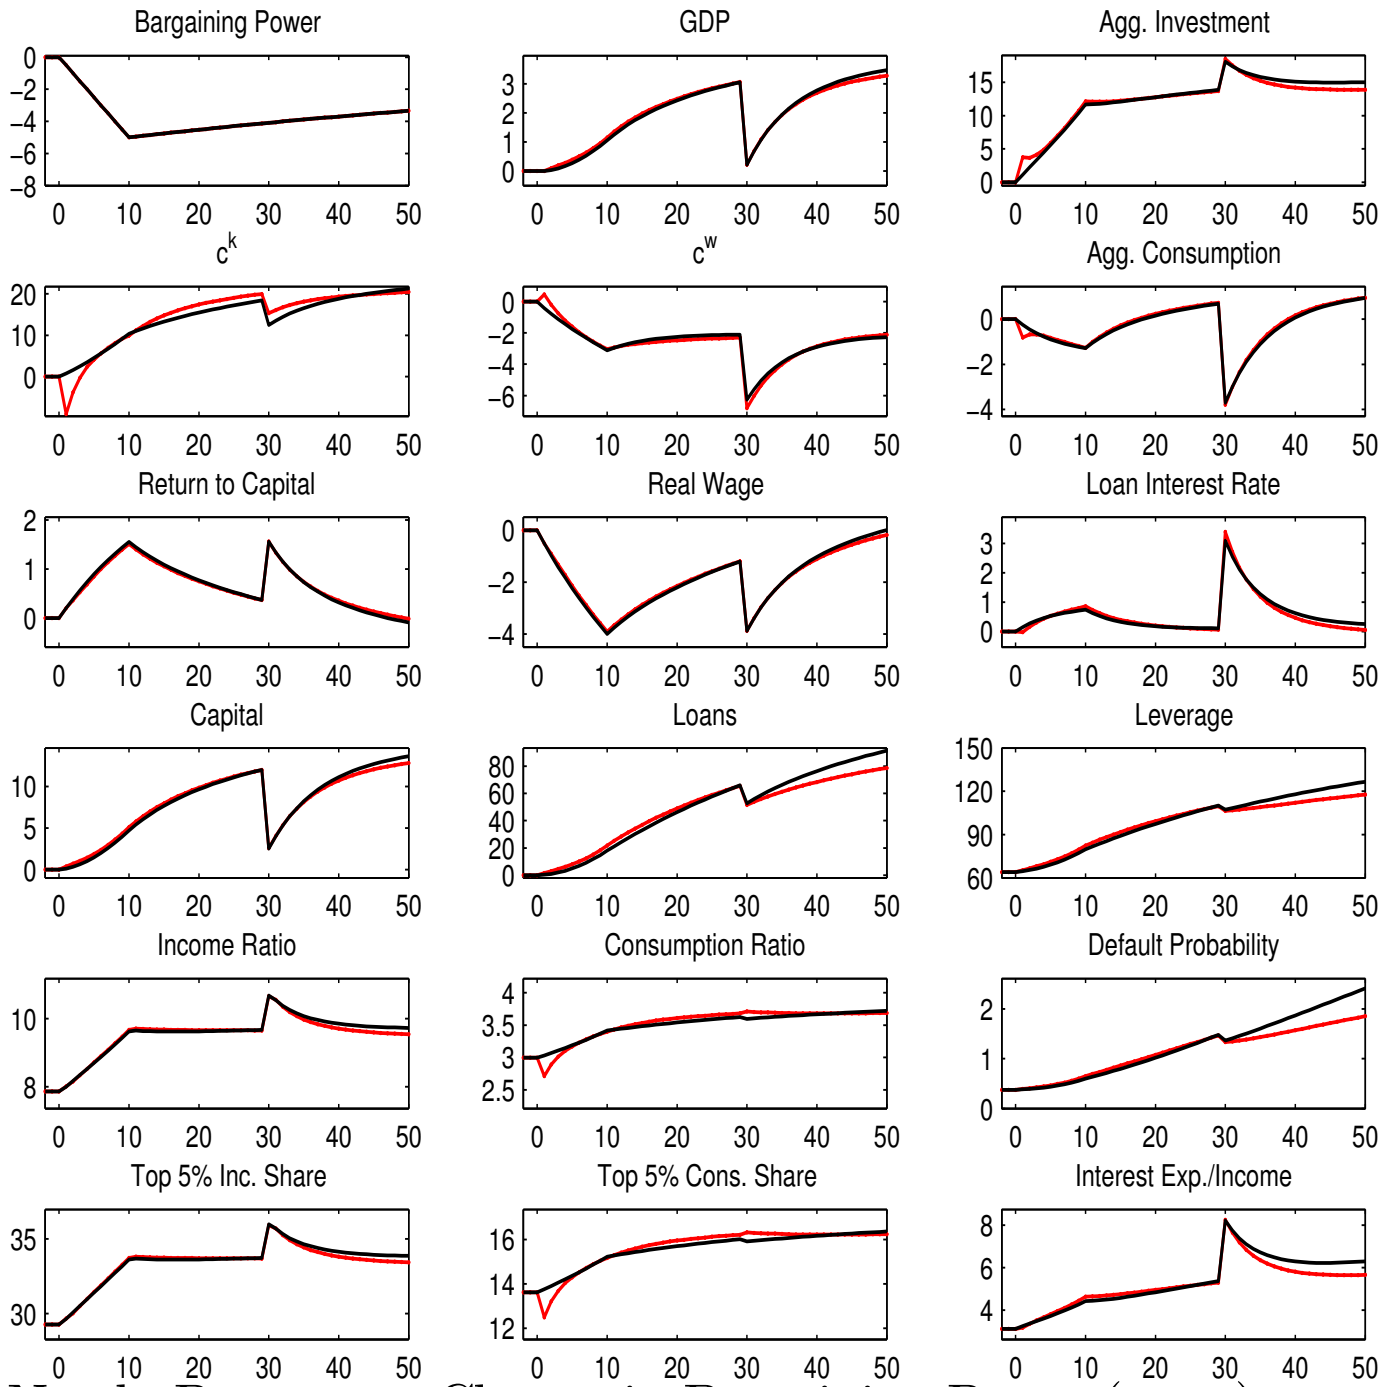 Bargaining Power GDP Agg. Investment
0 3 15
−2 2 10
−4 1 5
−6 0 0
−8
0 10 20 30 40 50 0 10 20 30 40 50 0 10 20 30 40 50
c^k c^w Agg. Consumption
20 0 0
10 −2 −2
0 −4 −4
−6
0 10 20 30 40 50 0 10 20 30 40 50 0 10 20 30 40 50
Return to Capital Real Wage Loan Interest Rate
2 0 3
1 −2 2
0 −4 1
0
0 10 20 30 40 50 0 10 20 30 40 50 0 10 20 30 40 50
Capital Loans Leverage
10 80 150
5 60 120
0 40 90
20 60
0
0 10 20 30 40 50 0 10 20 30 40 50 0 10 20 30 40 50
Income Ratio Consumption Ratio Default Probability
10 4 2
8 3.5 1
3 0
2.5
0 10 20 30 40 50 0 10 20 30 40 50 0 10 20 30 40 50
Top 5% Inc. Share Top 5% Cons. Share Interest Exp./Income
35 16 8
30 14 6
12 4
0 10 20 30 40 50 0 10 20 30 40 50 0 10 20 30 40 50